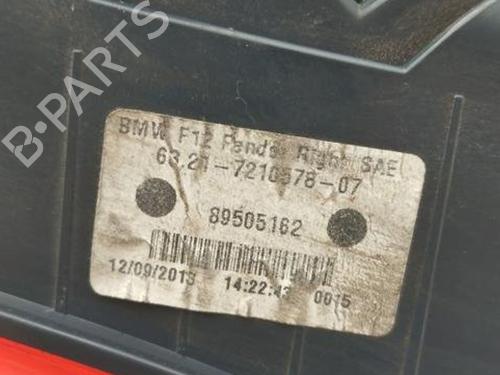 BMW F12 Fender Right SAE
63.21-7210578-07
89505162
12/09/2013 14:22:43 0015
B-PARTS